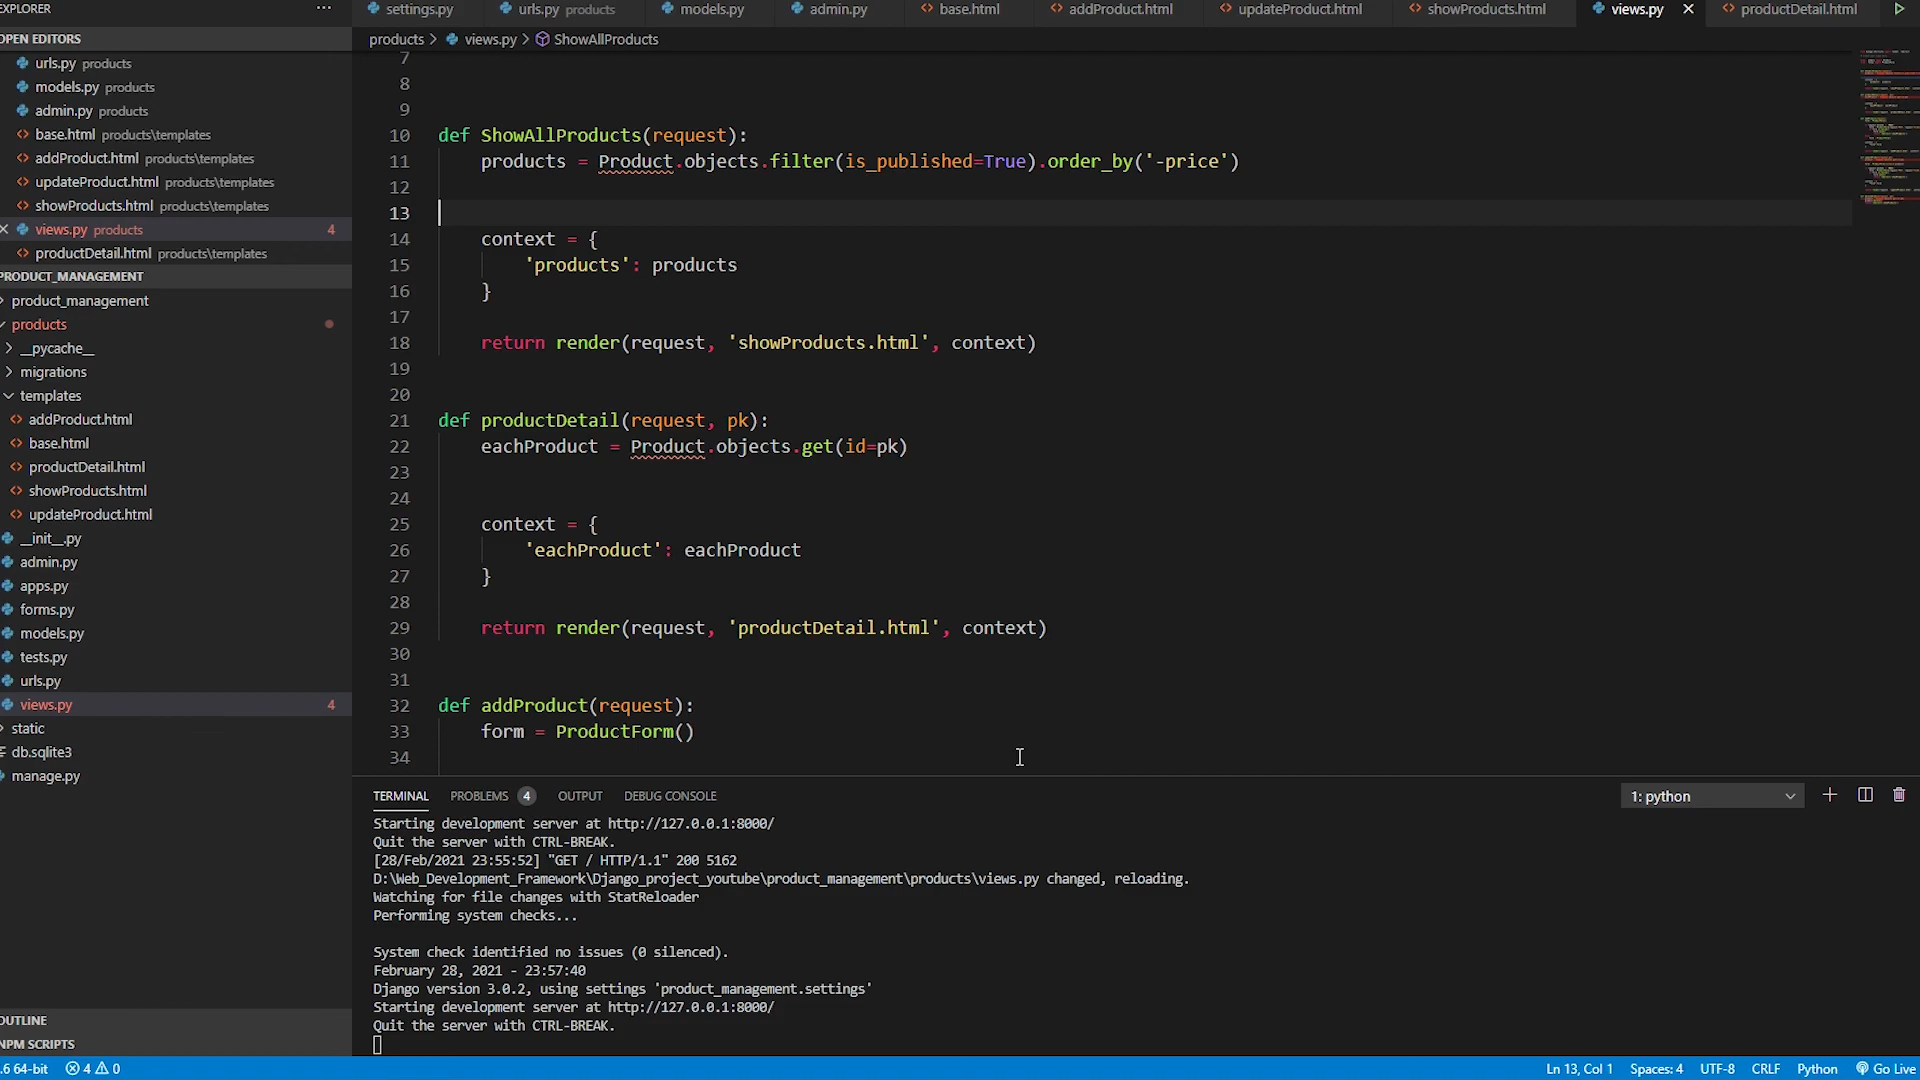 EXPLORER ...
OPEN EDITORS
urls.py products
models.py products
admin.py products
base.html products\templates
addProduct.html products\templates
updateProduct.html products\templates
showProducts.html products\templates
views.py products 4
productDetail.html products\templates
PRODUCT_MANAGEMENT
product_management
products
__pycache__
migrations
templates
addProduct.html
base.html
productDetail.html
showProducts.html
updateProduct.html
__init__.py
admin.py
apps.py
forms.py
models.py
tests.py
urls.py
views.py 4
static
db.sqlite3
manage.py
OUTLINE
NPM SCRIPTS
settings.py urls.py products models.py admin.py base.html addProduct.html updateProduct.html showProducts.html views.py productDetail.html
products > views.py > ShowAllProducts
7
8
9
10 def ShowAllProducts(request):
11 products = Product.objects.filter(is_published=True).order_by('-price')
12
13
14 context = {
15 'products': products
16 }
17
18 return render(request, 'showProducts.html', context)
19
20
21 def productDetail(request, pk):
22 eachProduct = Product.objects.get(id=pk)
23
24
25 context = {
26 'eachProduct': eachProduct
27 }
28
29 return render(request, 'productDetail.html', context)
30
31
32 def addProduct(request):
33 form = ProductForm()
34
TERMINAL PROBLEMS 4 OUTPUT DEBUG CONSOLE 1: python
Starting development server at http://127.0.0.1:8000/
Quit the server with CTRL-BREAK.
[28/Feb/2021 23:55:52] "GET / HTTP/1.1" 200 5162
D:\Web_Development_Framework\Django_project_youtube\product_management\products\views.py changed, reloading.
Watching for file changes with StatReloader
Performing system checks...
System check identified no issues (0 silenced).
February 28, 2021 - 23:57:40
Django version 3.0.2, using settings 'product_management.settings'
Starting development server at http://127.0.0.1:8000/
Quit the server with CTRL-BREAK.
.6 64-bit 4 0 Ln 13, Col 1 Spaces: 4 UTF-8 CRLF Python Go Live